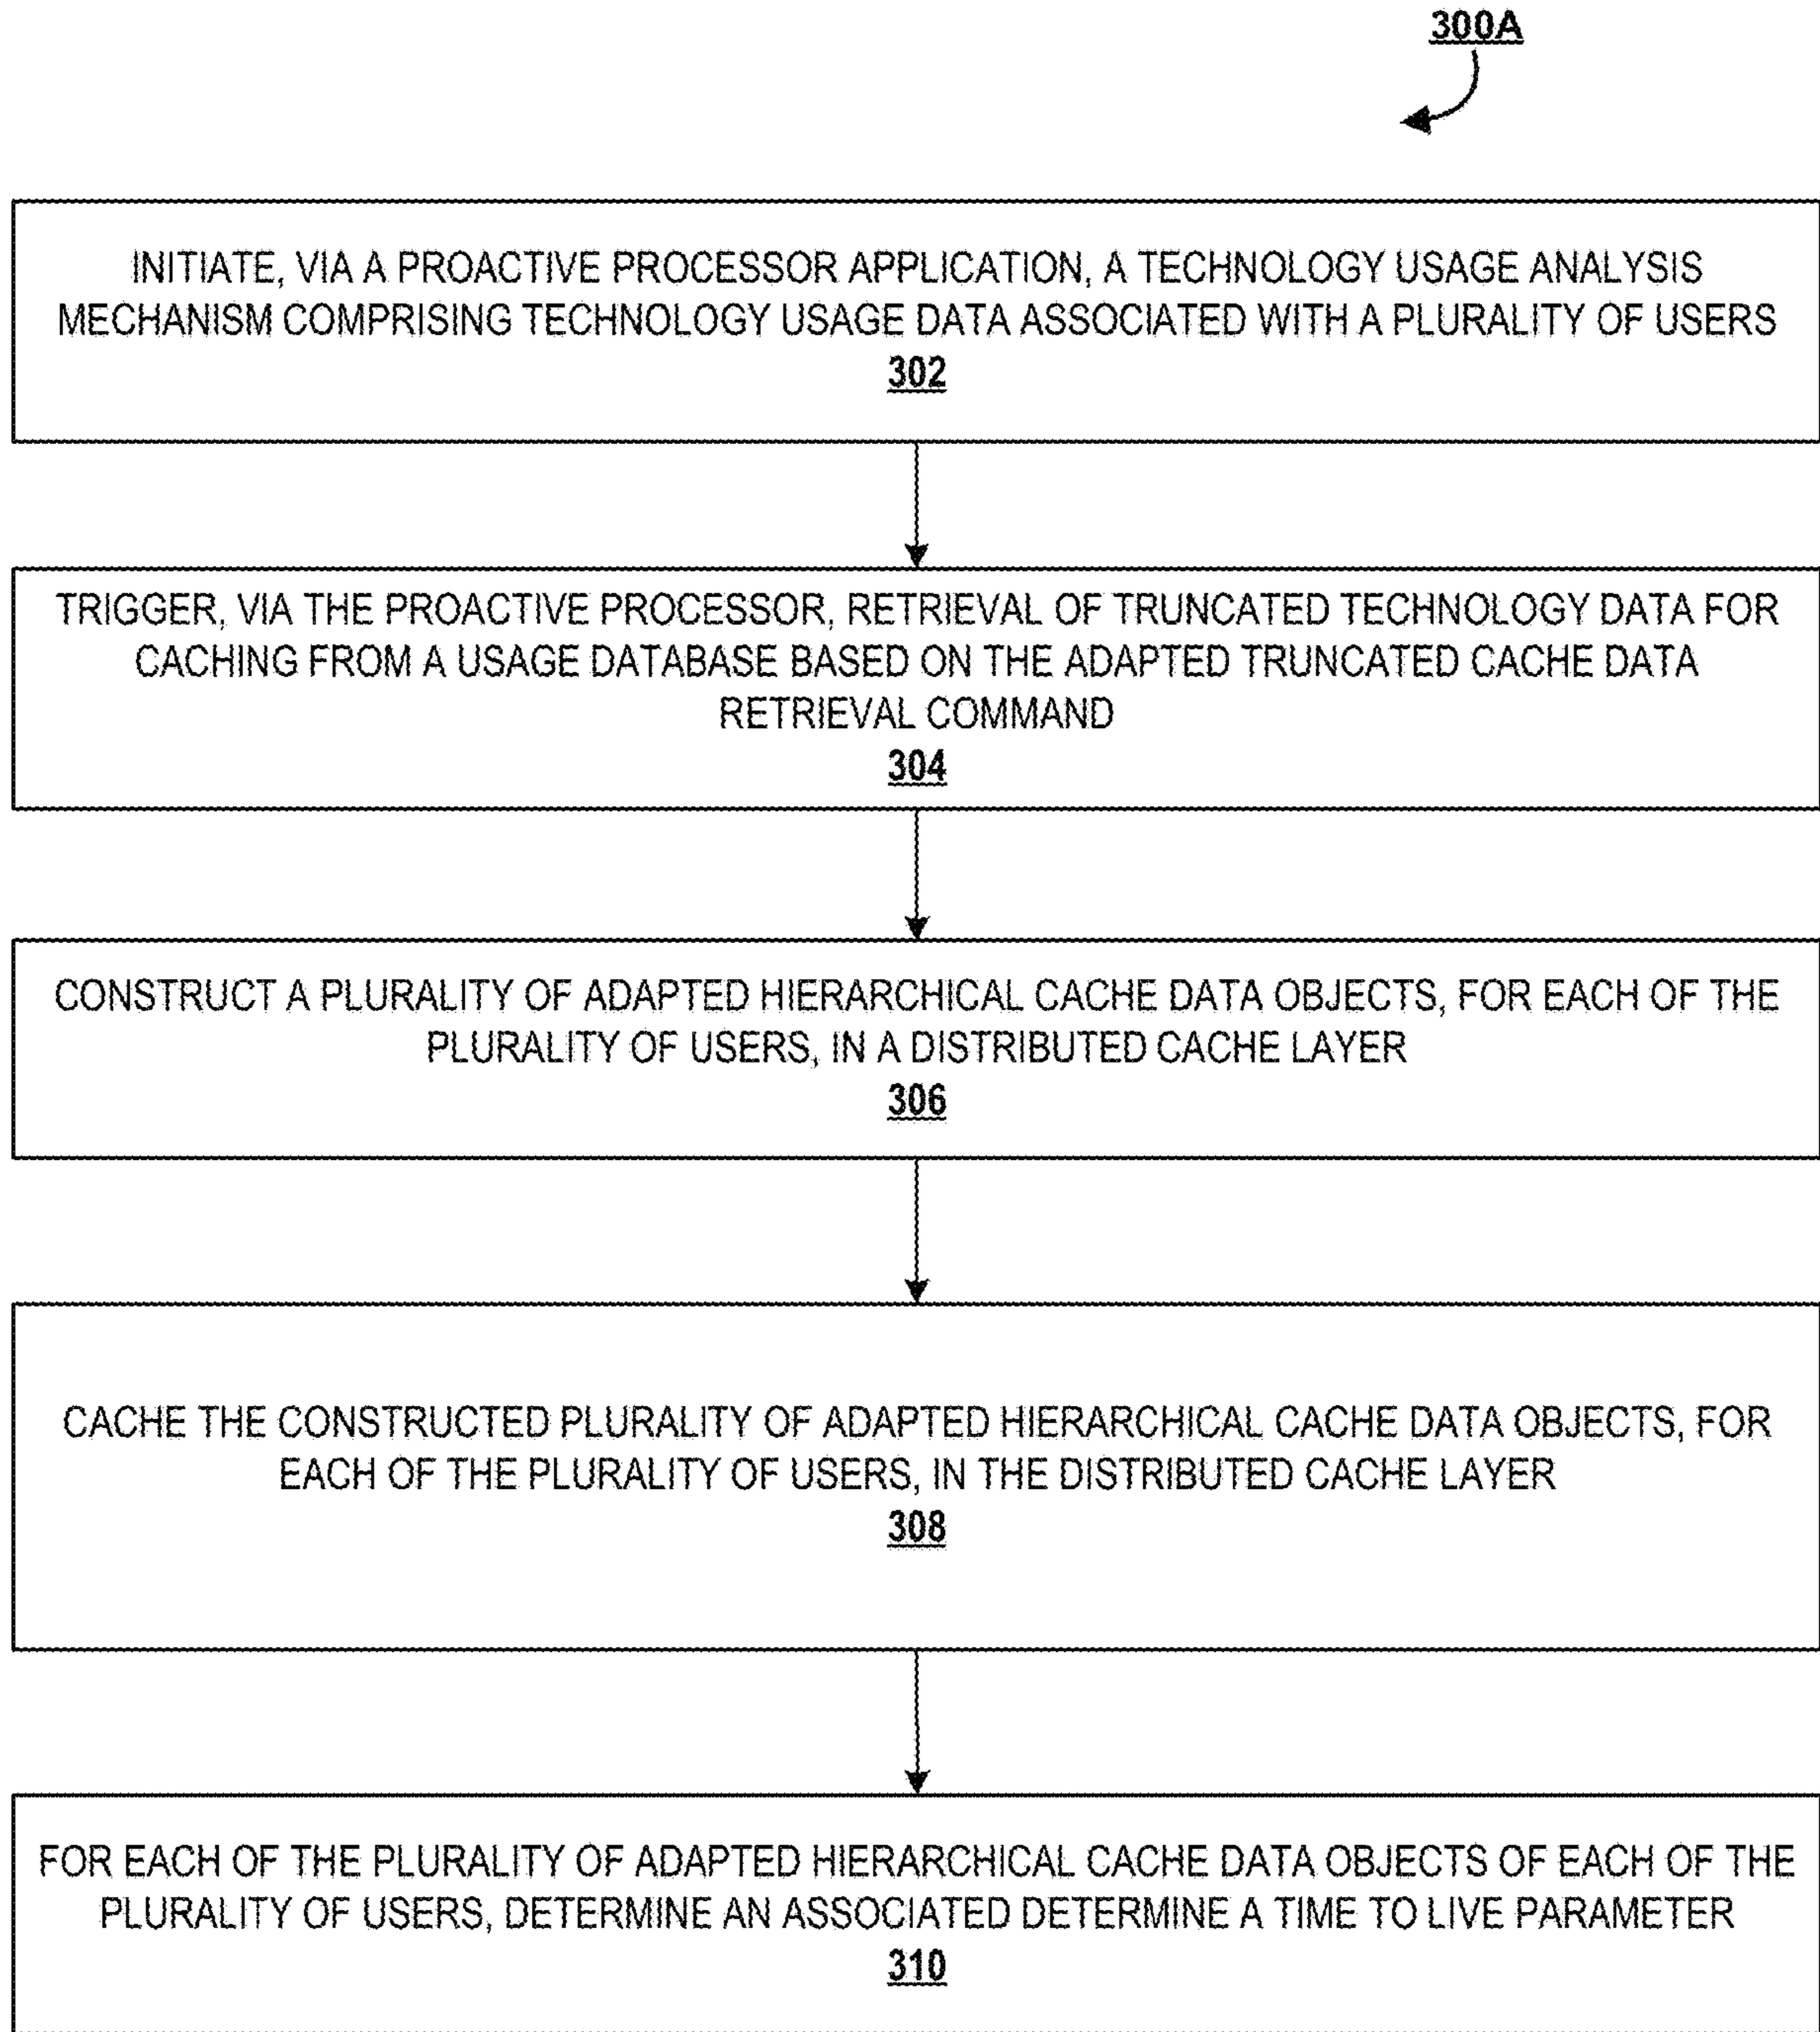 300A
INITIATE, VIA A PROACTIVE PROCESSOR APPLICATION, A TECHNOLOGY USAGE ANALYSIS
MECHANISM COMPRISING TECHNOLOGY USAGE DATA ASSOCIATED WITH A PLURALITY OF USERS
302
TRIGGER, VIA THE PROACTIVE PROCESSOR, RETRIEVAL OF TRUNCATED TECHNOLOGY DATA FOR
CACHING FROM A USAGE DATABASE BASED ON THE ADAPTED TRUNCATED CACHE DATA
RETRIEVAL COMMAND
304
CONSTRUCT A PLURALITY OF ADAPTED HIERARCHICAL CACHE DATA OBJECTS, FOR EACH OF THE
PLURALITY OF USERS, IN A DISTRIBUTED CACHE LAYER
306
CACHE THE CONSTRUCTED PLURALITY OF ADAPTED HIERARCHICAL CACHE DATA OBJECTS, FOR
EACH OF THE PLURALITY OF USERS, IN THE DISTRIBUTED CACHE LAYER
308
FOR EACH OF THE PLURALITY OF ADAPTED HIERARCHICAL CACHE DATA OBJECTS OF EACH OF THE
PLURALITY OF USERS, DETERMINE AN ASSOCIATED DETERMINE A TIME TO LIVE PARAMETER
310